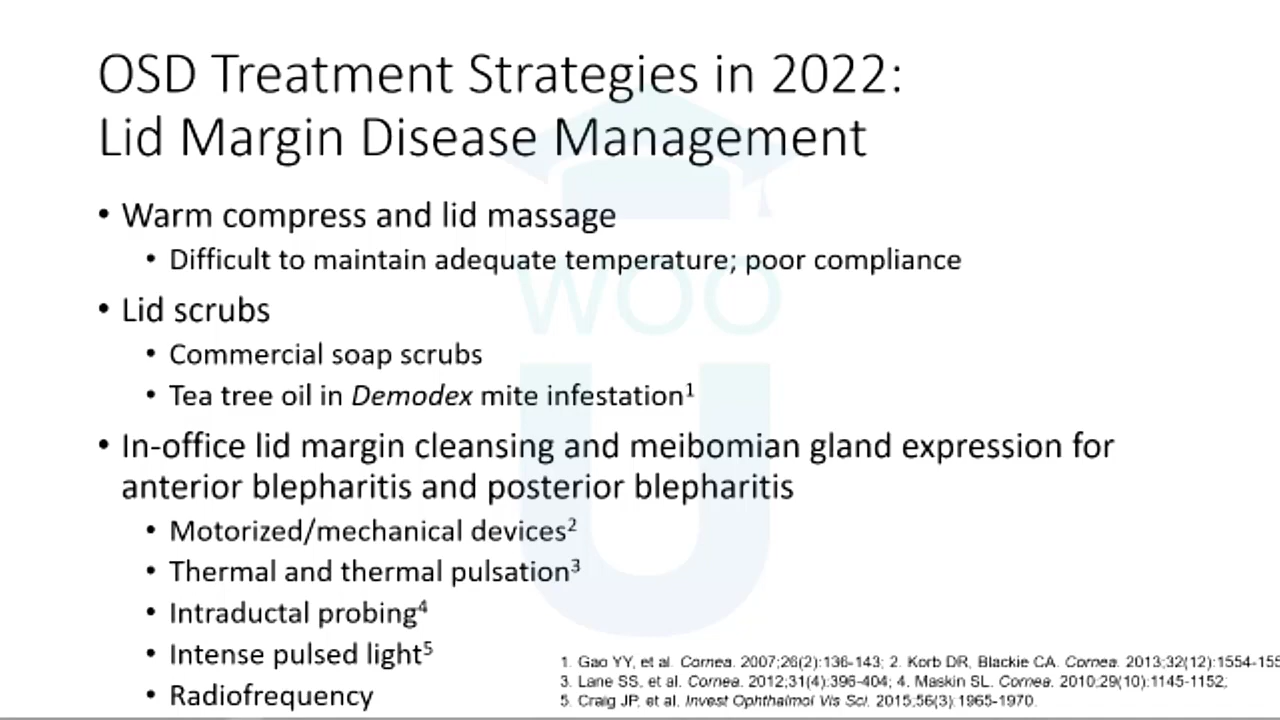 OSD Treatment Strategies in 2022:
Lid Margin Disease Management
• Warm compress and lid massage
• Difficult to maintain adequate temperature; poor compliance
• Lid scrubs
• Commercial soap scrubs
• Tea tree oil in Demodex mite infestation¹
• In-office lid margin cleansing and meibomian gland expression for
anterior blepharitis and posterior blepharitis
• Motorized/mechanical devices²
• Thermal and thermal pulsation³
• Intraductal probing⁴
• Intense pulsed light⁵
• Radiofrequency
1. Gao YY, et al. Cornea. 2007;26(2):136-143; 2. Korb DR, Blackie CA. Cornea. 2013;32(12):1554-155
3. Lane SS, et al. Cornea. 2012;31(4):396-404; 4. Maskin SL. Cornea. 2010;29(10):1145-1152;
5. Craig JP, et al. Invest Ophthalmol Vis Sci. 2015;56(3):1965-1970.
WOO
U